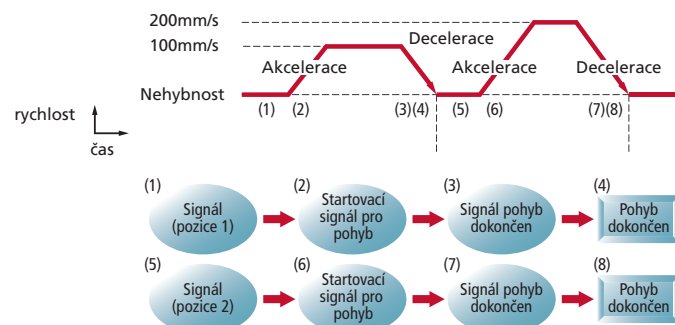 200mm/s
100mm/s
Decelerace
Akcelerace
Akcelerace
Decelerace
Nehybnost
(1) (2) (3)(4) (5) (6) (7)(8)
rychlost
čas
(1) (2) (3) (4)
Signál
(pozice 1)
Startovací
signál pro
pohyb
Signál pohyb
dokončen
Pohyb
dokončen
(5) (6) (7) (8)
Signál
(pozice 2)
Startovací
signál pro
pohyb
Signál pohyb
dokončen
Pohyb
dokončen